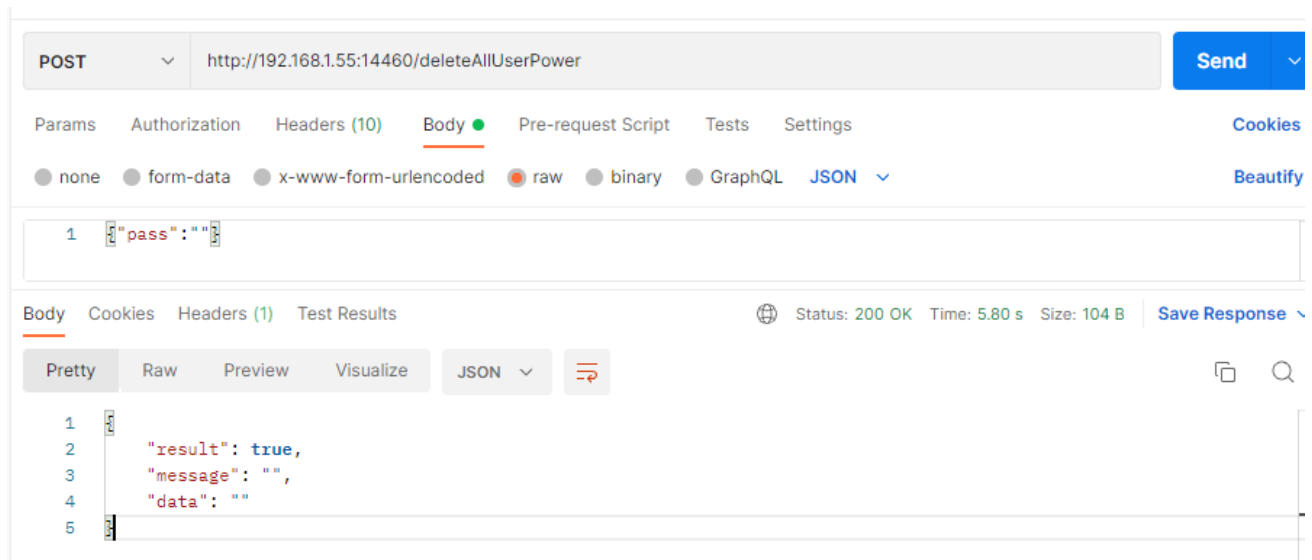 POST http://192.168.1.55:14460/deleteAllUserPower Send
Params Authorization Headers (10) Body Pre-request Script Tests Settings Cookies
none form-data x-www-form-urlencoded raw binary GraphQL JSON Beautify
1 {"pass":""}
Body Cookies Headers (1) Test Results Status: 200 OK Time: 5.80 s Size: 104 B Save Response
Pretty Raw Preview Visualize JSON
1 {
2 "result": true,
3 "message": "",
4 "data": ""
5 }